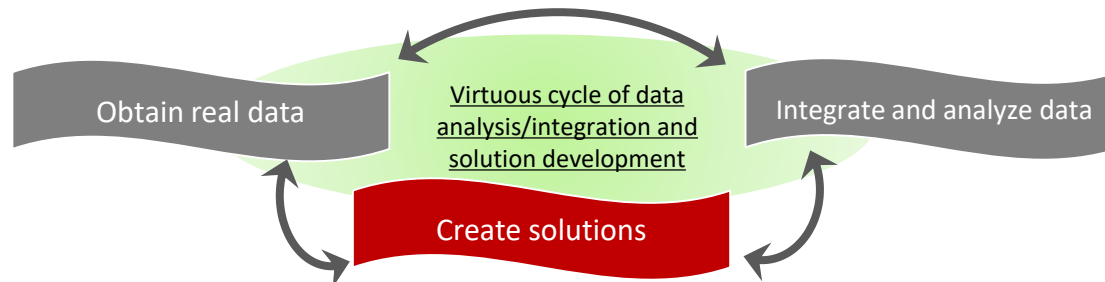 Obtain real data
Virtuous cycle of data
analysis/integration and
solution development
Integrate and analyze data
Create solutions